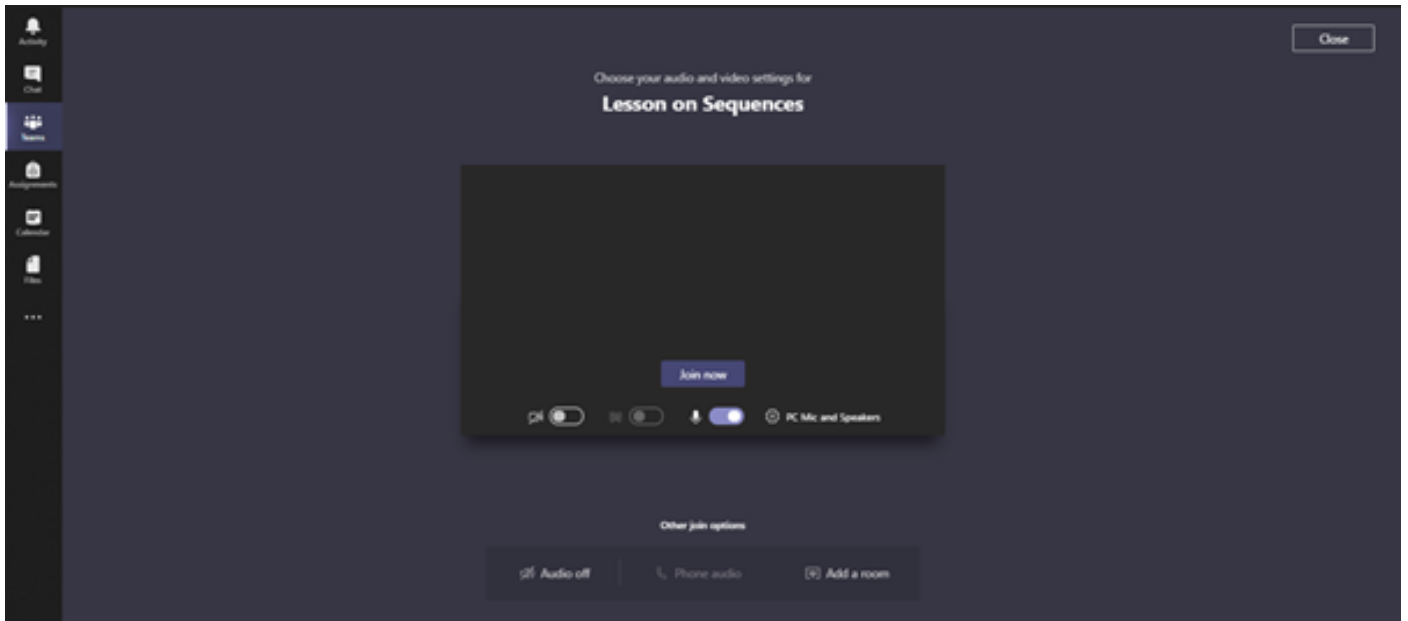 Activity
Chat
Teams
Assignments
Calendar
Files
Close
Choose your audio and video settings for
Lesson on Sequences
Join now
PC Mic and Speakers
Other join options
Audio off
Phone audio
Add a room